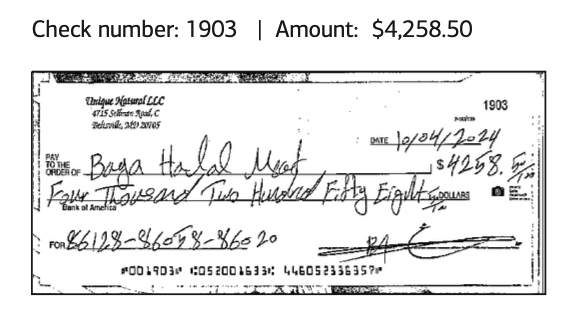 Check number: 1903 | Amount: $4,258.50
Unique Natural LLC
4715 Sellman Road, C
Beltsville, MD 20705
1903
DATE 10/04/2024
PAY TO THE ORDER OF Baga Halal Meat $4258. 50/100
Four Thousand Two Hundred Fifty Eight 50/100 DOLLARS
Bank of America
FOR 86128-86058-86020
⑈001903⑈ ⑆052001633⑆ 446052336357⑈